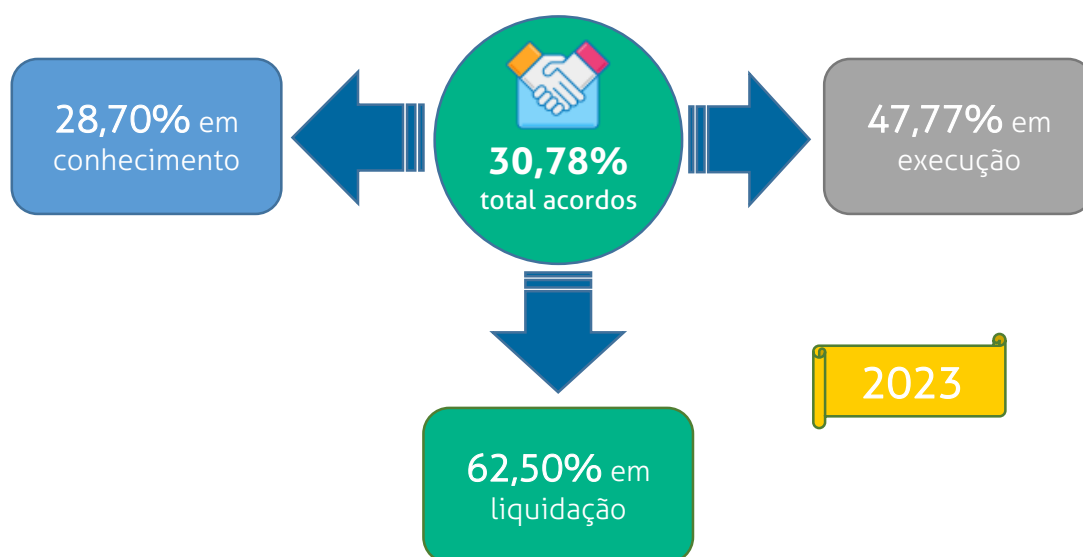 30,78%
total acordos
28,70% em
conhecimento
47,77% em
execução
62,50% em
liquidação
2023